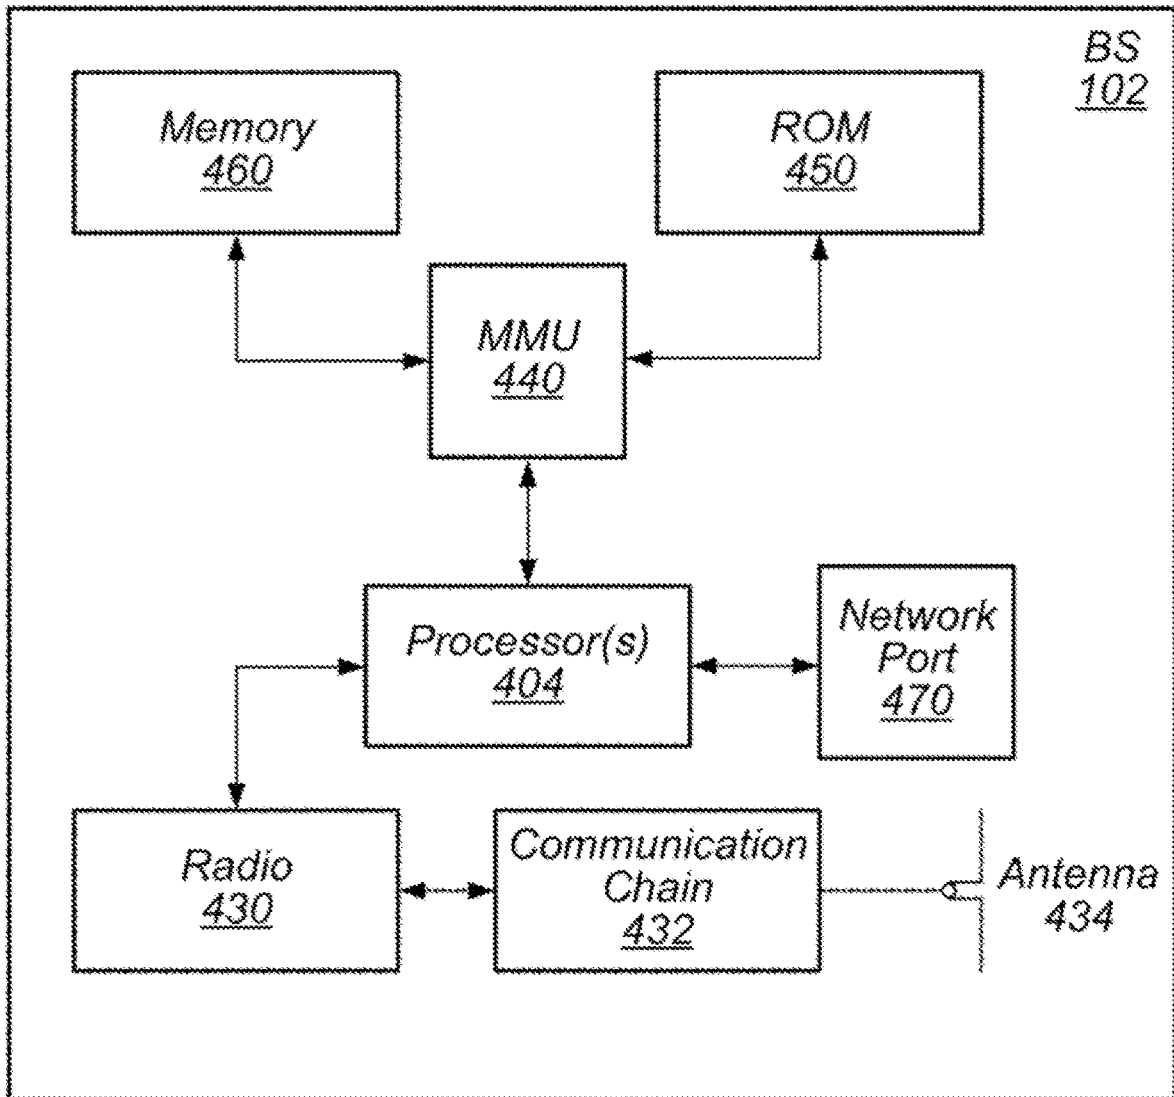 BS
102
Memory
460
ROM
450
MMU
440
Processor(s)
404
Network
Port
470
Radio
430
Communication
Chain
432
Antenna
434